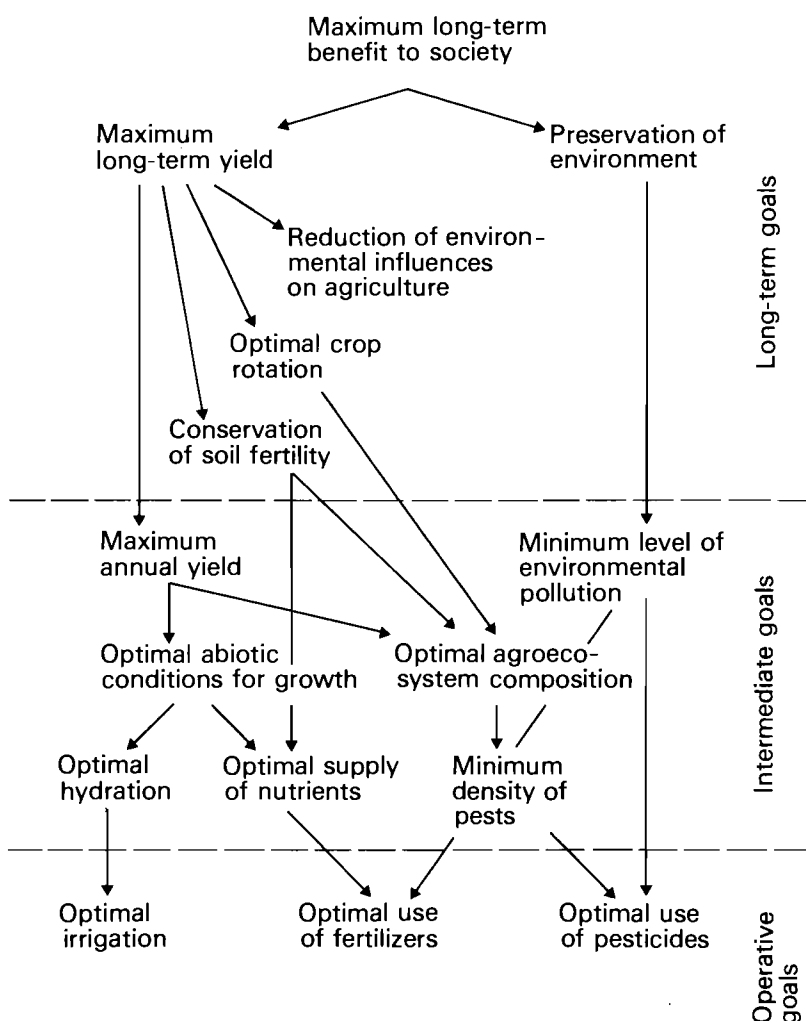 Maximum long-term
benefit to society
Maximum
long-term yield
Preservation of
environment
Reduction of environ-
mental influences
on agriculture
Optimal crop
rotation
Conservation
of soil fertility
Long-term goals
Maximum
annual yield
Minimum level of
environmental
pollution
Optimal abiotic
conditions for growth
Optimal agroeco-
system composition
Optimal
hydration
Optimal supply
of nutrients
Minimum
density of
pests
Intermediate goals
Optimal
irrigation
Optimal use
of fertilizers
Optimal use
of pesticides
Operative
goals